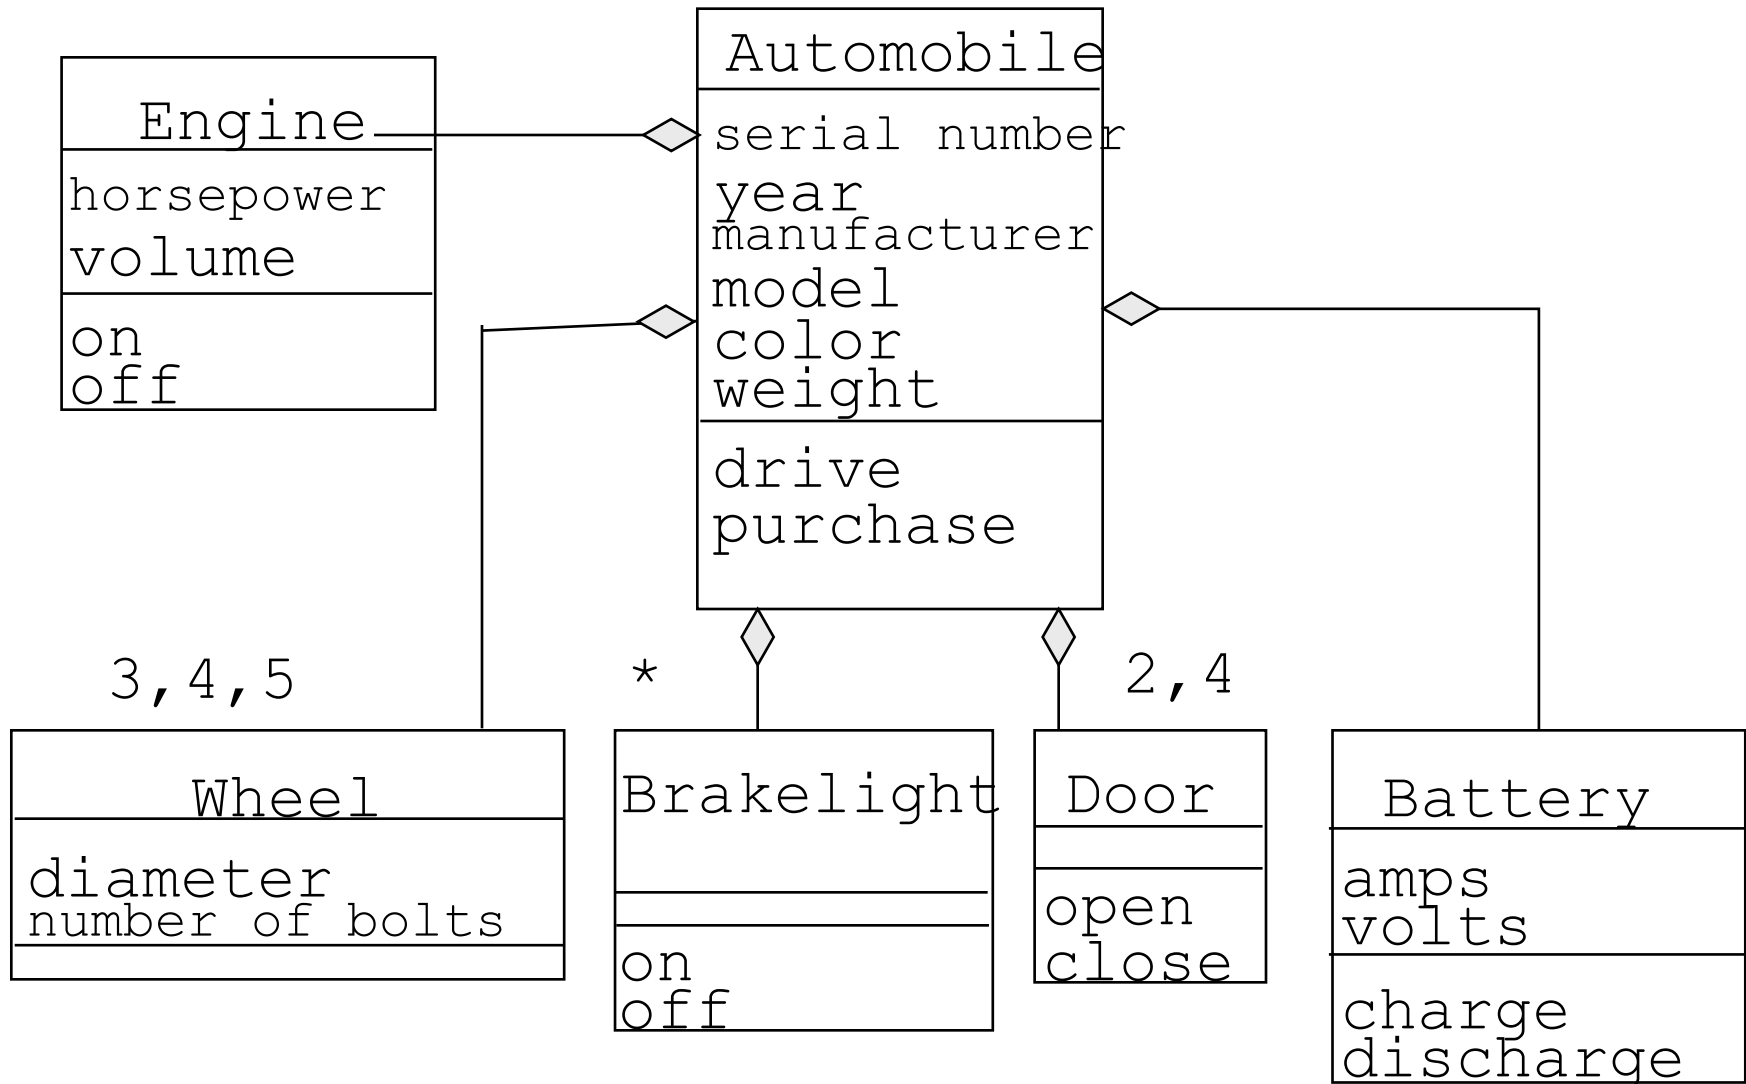 Automobile
serial number
year
manufacturer
model
color
weight
drive
purchase
Engine
horsepower
volume
on
off
3,4,5
*
2,4
Wheel
diameter
number of bolts
Brakelight
on
off
Door
open
close
Battery
amps
volts
charge
discharge